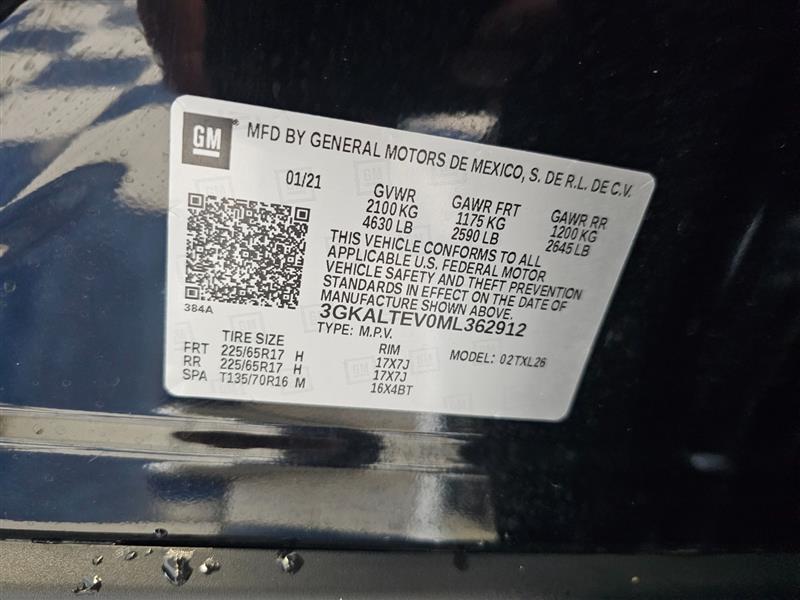 GM® MFD BY GENERAL MOTORS DE MEXICO, S. DE R.L. DE C.V.
01/21
GVWR
2100 KG
4630 LB
GAWR FRT
1175 KG
2590 LB
GAWR RR
1200 KG
2645 LB
THIS VEHICLE CONFORMS TO ALL
APPLICABLE U.S. FEDERAL MOTOR
VEHICLE SAFETY AND THEFT PREVENTION
STANDARDS IN EFFECT ON THE DATE OF
MANUFACTURE SHOWN ABOVE.
384A
3GKALTEV0ML362912
TYPE: M.P.V.
MODEL: 02TXL26
TIRE SIZE
FRT 225/65R17 H
RR 225/65R17 H
SPA T135/70R16 M
RIM
17X7J
17X7J
16X4BT